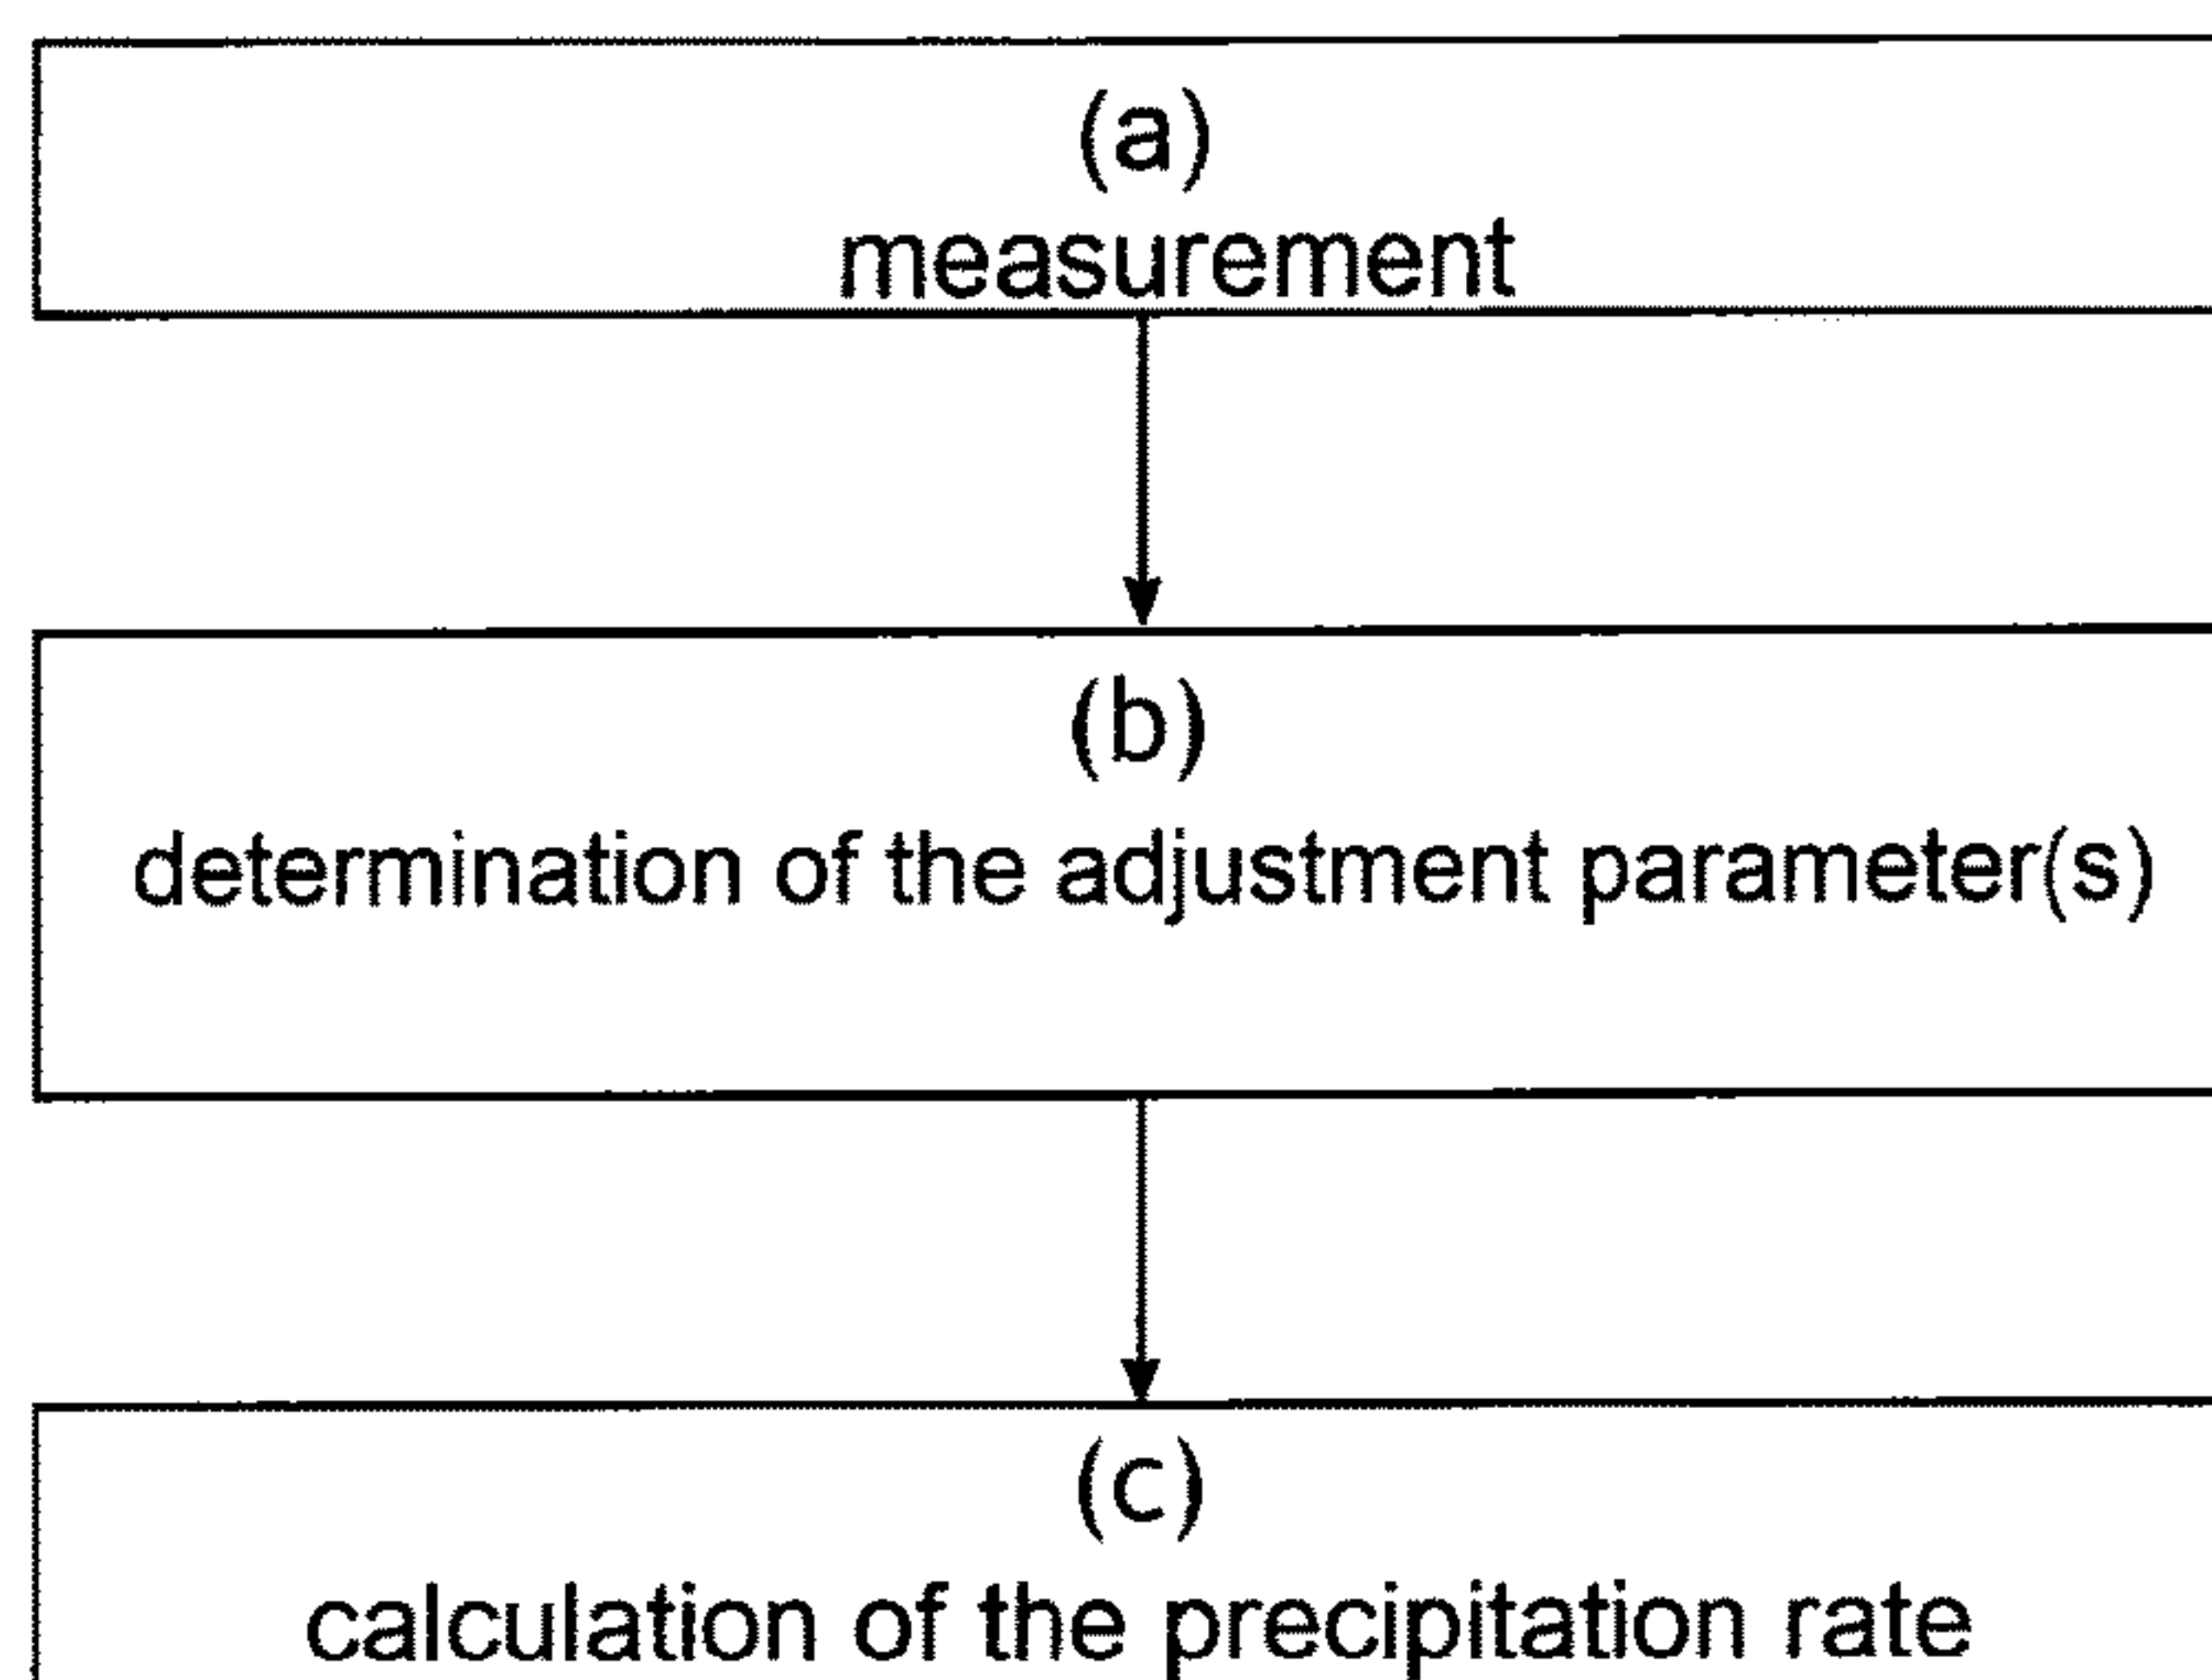 (a)
measurement
(b)
determination of the adjustment parameter(s)
(c)
calculation of the precipitation rate